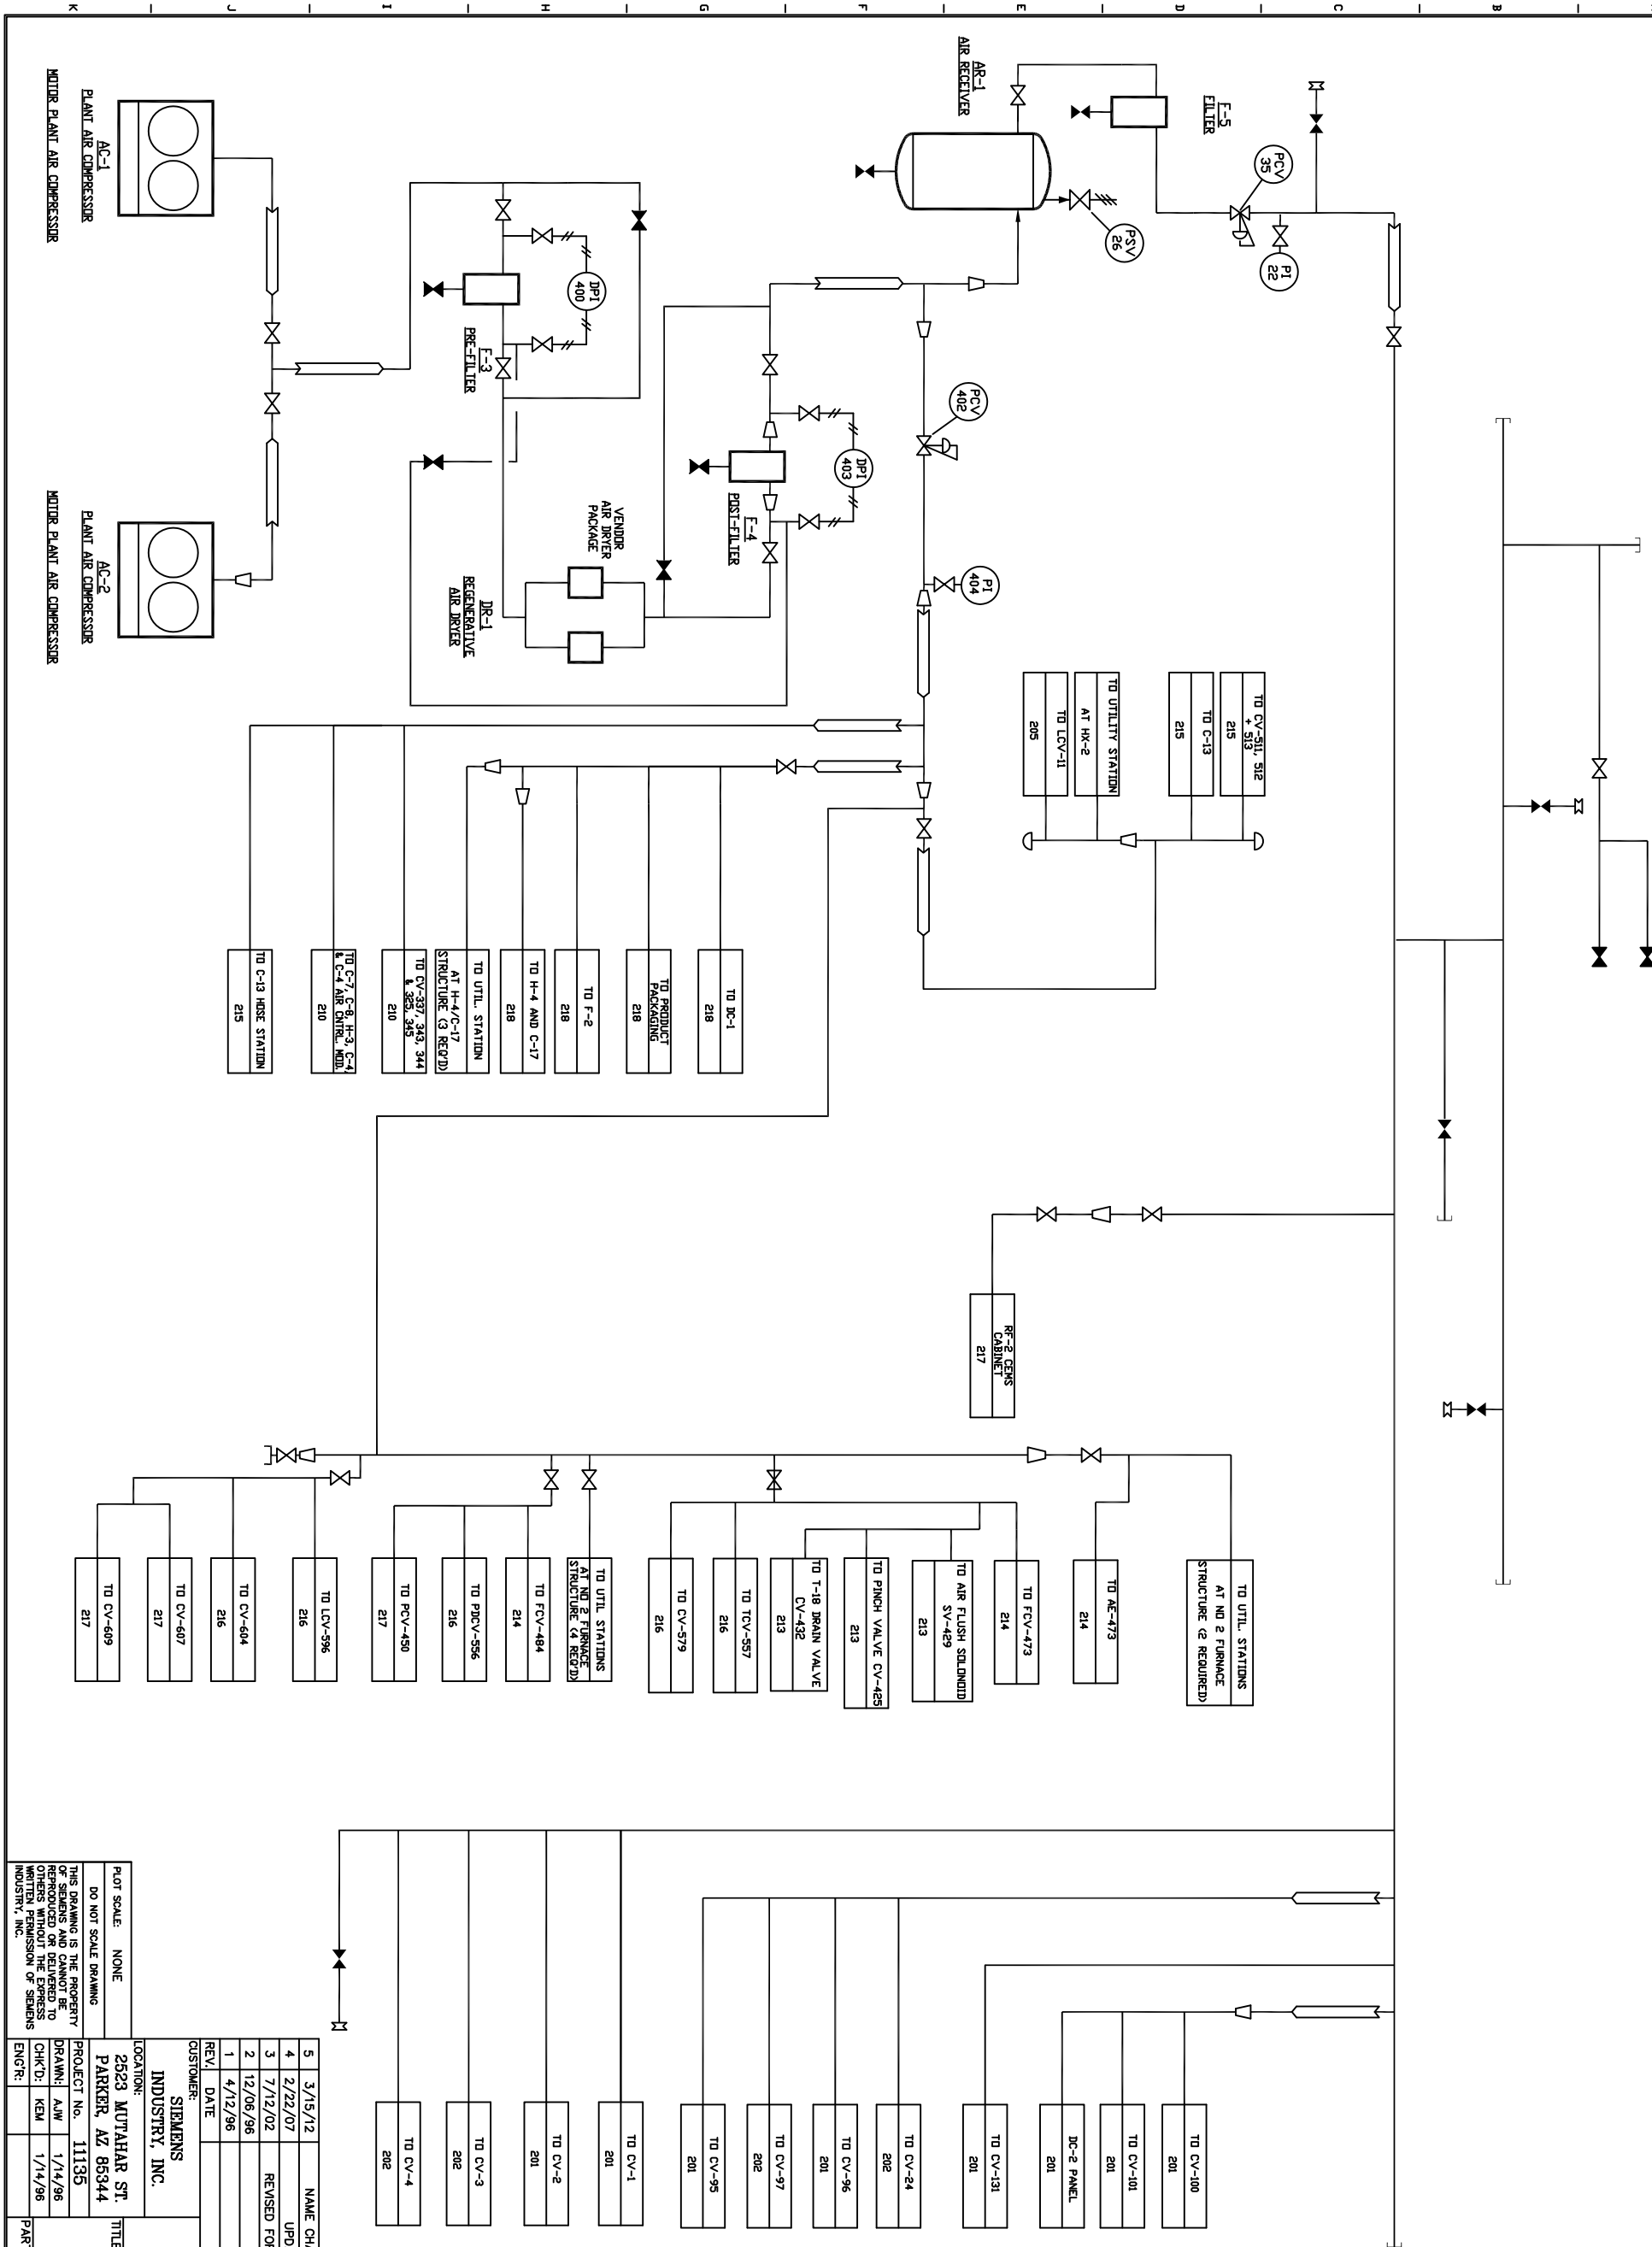 K
J
I
H
G
F
E
D
C
B
AC-1
PLANT AIR COMPRESSOR
MOTOR PLANT AIR COMPRESSOR
AC-2
PLANT AIR COMPRESSOR
MOTOR PLANT AIR COMPRESSOR
AR-1
AIR RECEIVER
F-5
FILTER
PCV
35
PI
22
PSV
26
DPI
400
F-3
PRE-FILTER
DPI
403
F-4
POST-FILTER
VENDOR
AIR DRYER
PACKAGE
DR-1
REGENERATIVE
AIR DRYER
PCV
402
PI
404
TO CV-511, 512
+ 513
215
TO C-13
215
TO UTILITY STATION
AT HX-2
TO LCV-11
205
TO DC-1
218
TO PRODUCT
PACKAGING
218
TO F-2
218
TO H-4 AND C-17
218
TO UTIL. STATION
AT H-4/C-17
STRUCTURE (3 REQ'D)
TO CV-337, 343, 344
& 325, 345
210
TO C-7, C-8, H-3, C-4,
& C-4 AIR CNTRL. MOD.
210
TO C-13 HOSE STATION
215
RF-2 CEMS
CABINET
217
TO UTIL. STATIONS
AT NO 2 FURNACE
STRUCTURE (2 REQUIRED)
TO AE-473
214
TO FCV-473
214
TO AIR FLUSH SOLONOID
SV-429
213
TO PINCH VALVE CV-425
213
TO T-18 DRAIN VALVE
CV-432
213
TO TCV-557
216
TO CV-579
216
TO UTIL STATIONS
AT NO 2 FURNACE
STRUCTURE (4 REQ'D)
TO FCV-484
214
TO PDCV-556
216
TO PCV-450
217
TO LCV-596
216
TO CV-604
216
TO CV-607
217
TO CV-609
217
TO CV-100
201
TO CV-101
201
DC-2 PANEL
201
TO CV-131
201
TO CV-24
202
TO CV-96
201
TO CV-97
202
TO CV-95
201
TO CV-1
201
TO CV-2
201
TO CV-3
202
TO CV-4
202
PLOT SCALE: NONE
DO NOT SCALE DRAWING
THIS DRAWING IS THE PROPERTY
OF SIEMENS AND CANNOT BE
REPRODUCED OR DELIVERED TO
OTHERS WITHOUT THE EXPRESS
WRITTEN PERMISSION OF SIEMENS
INDUSTRY, INC.
5 3/15/12 NAME CH
4 2/22/07 UPD
3 7/12/02 REVISED FO
2 12/06/96
1 4/12/96
REV. DATE
CUSTOMER:
SIEMENS
INDUSTRY, INC.
LOCATION:
2523 MUTAHAR ST.
PARKER, AZ 85344
PROJECT No. 11135
DRAWN: AJW 1/14/96
CHK'D: KEM 1/14/96
ENG'R:
TITLE
PAR